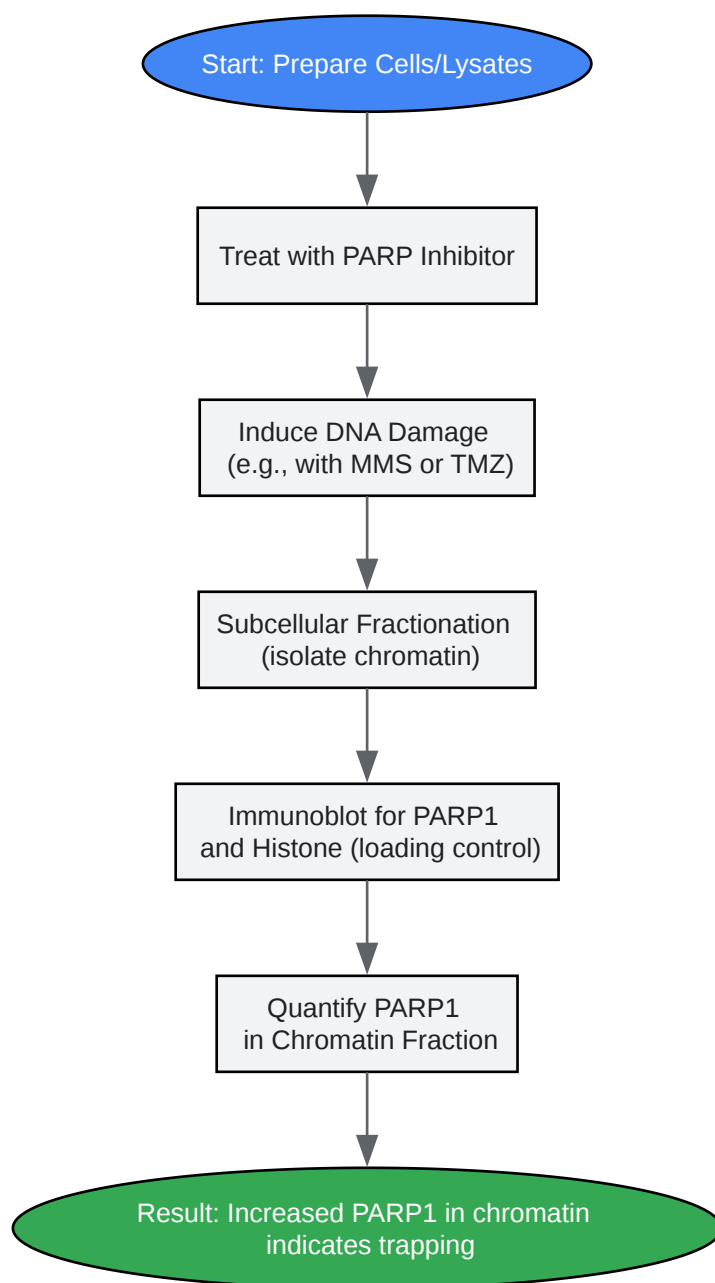 Start: Prepare Cells/Lysates
Treat with PARP Inhibitor
Induce DNA Damage
(e.g., with MMS or TMZ)
Subcellular Fractionation
(isolate chromatin)
Immunoblot for PARP1
and Histone (loading control)
Quantify PARP1
in Chromatin Fraction
Result: Increased PARP1 in chromatin
indicates trapping